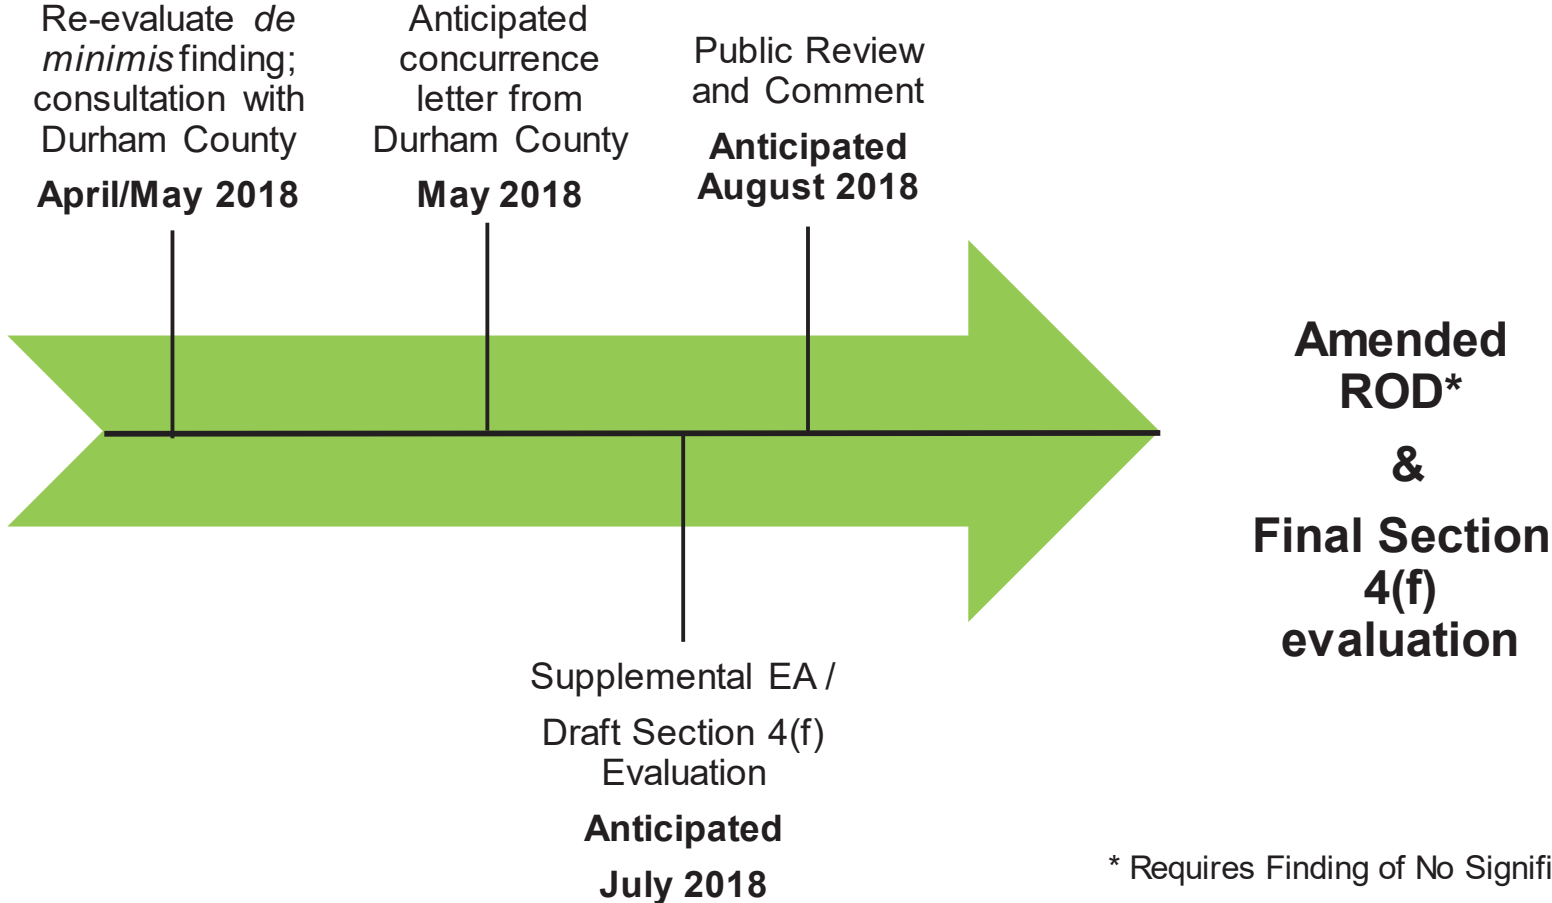 Re-evaluate de
minimis finding;
consultation with
Durham County
April/May 2018
Anticipated
concurrence
letter from
Durham County
May 2018
Public Review
and Comment
Anticipated
August 2018
Supplemental EA /
Draft Section 4(f)
Evaluation
Anticipated
July 2018
Amended
ROD*
&
Final Section
4(f)
evaluation
* Requires Finding of No Signifi